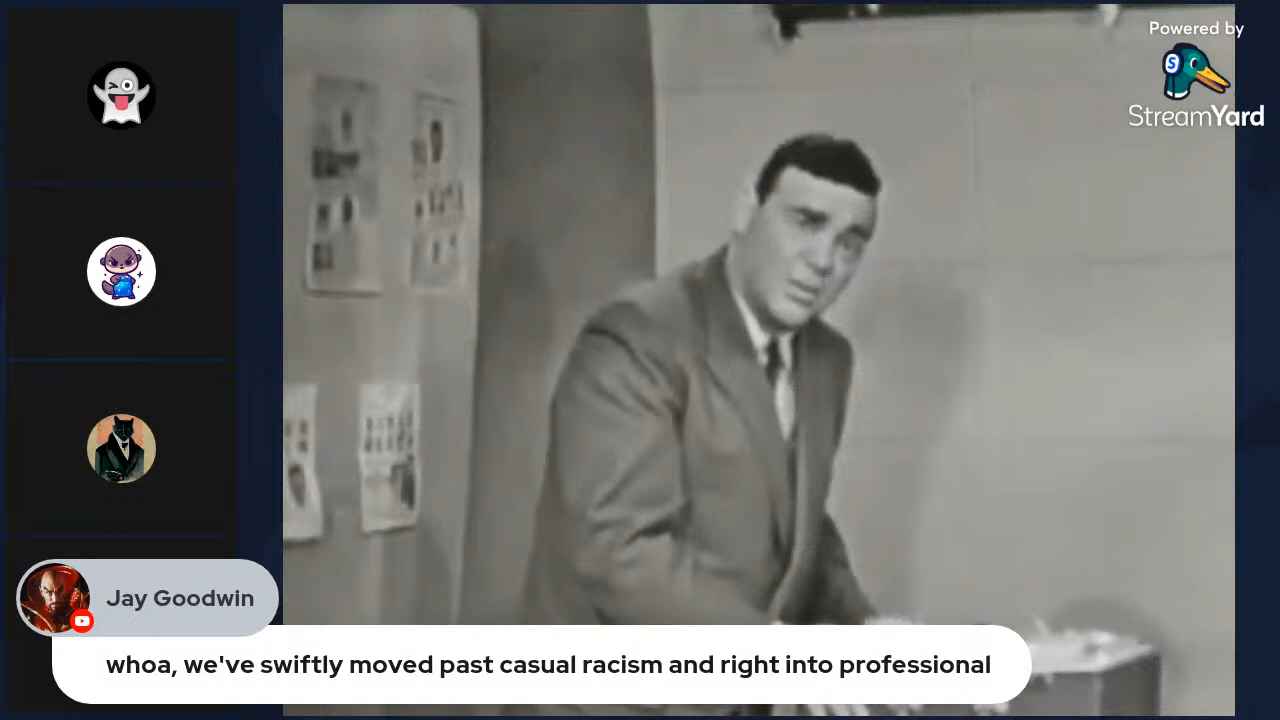 Powered by
StreamYard
Jay Goodwin
whoa, we've swiftly moved past casual racism and right into professional